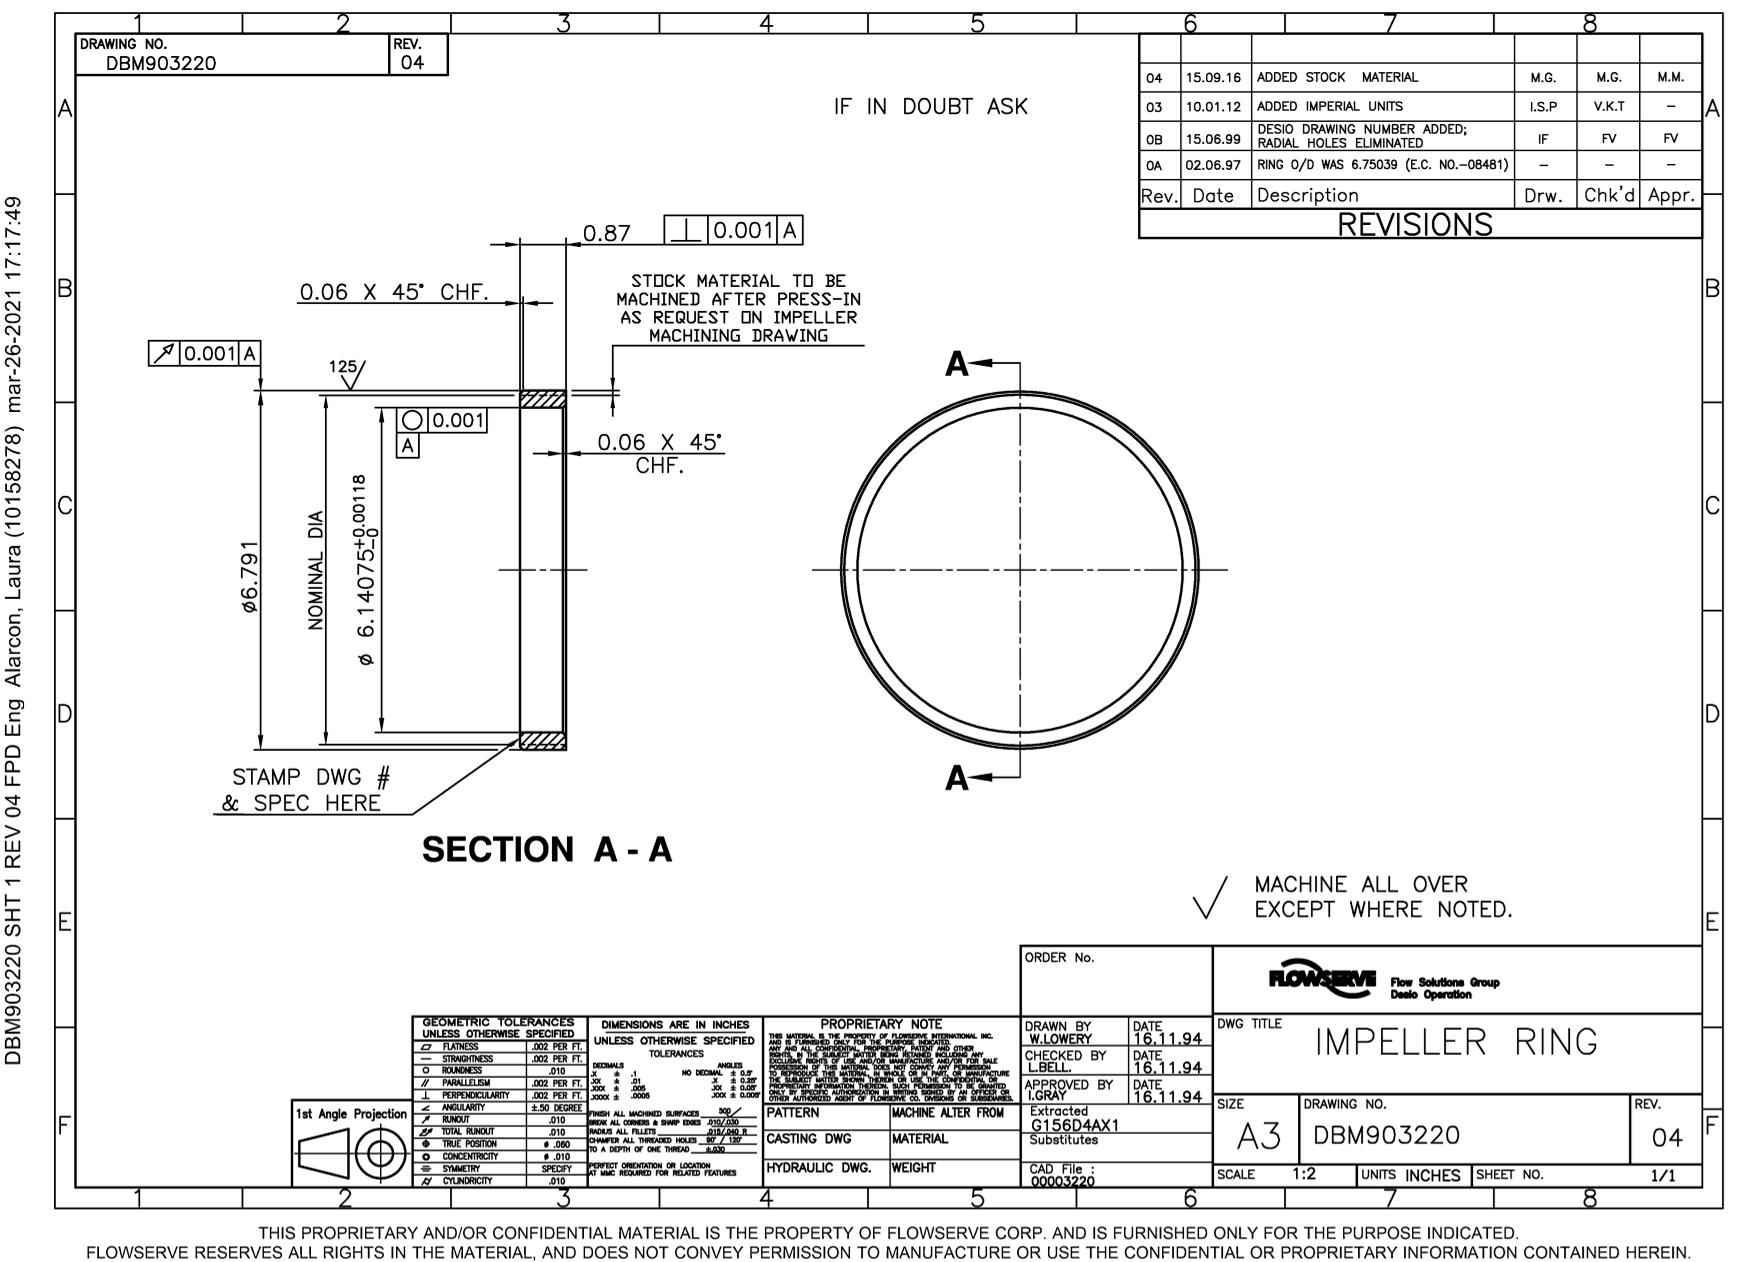 1 2 3 4 5 6 7 8
DRAWING NO.
DBM903220
REV.
04
IF IN DOUBT ASK
04 15.09.16 ADDED STOCK MATERIAL M.G. M.G. M.M.
03 10.01.12 ADDED IMPERIAL UNITS I.S.P V.K.T –
0B 15.06.99 DESIO DRAWING NUMBER ADDED; IF FV FV
RADIAL HOLES ELIMINATED
0A 02.06.97 RING O/D WAS 6.75039 (E.C. NO.–08481) – – –
Rev. Date Description Drw. Chk'd Appr.
REVISIONS
A A
B B
C C
D D
E E
F F
DBM903220 SHT 1 REV 04 FPD Eng Alarcon, Laura (10158278) mar-26-2021 17:17:49
0.87
⊥ 0.001 A
0.06 X 45° CHF.
STOCK MATERIAL TO BE
MACHINED AFTER PRESS-IN
AS REQUEST ON IMPELLER
MACHINING DRAWING
↗ 0.001 A
125
○ 0.001
A
0.06 X 45°
CHF.
ø6.791
NOMINAL DIA
ø 6.14075+0.00118
–0
STAMP DWG #
& SPEC HERE
SECTION A - A
A
A
MACHINE ALL OVER
EXCEPT WHERE NOTED.
1st Angle Projection
GEOMETRIC TOLERANCES
UNLESS OTHERWISE SPECIFIED
FLATNESS .002 PER FT.
STRAIGHTNESS .002 PER FT.
ROUNDNESS .010
PARALLELISM .002 PER FT.
PERPENDICULARITY .002 PER FT.
ANGULARITY ±.50 DEGREE
RUNOUT .010
TOTAL RUNOUT .010
TRUE POSITION ø .060
CONCENTRICITY ø .010
SYMMETRY SPECIFY
CYLINDRICITY .010
DIMENSIONS ARE IN INCHES
UNLESS OTHERWISE SPECIFIED
TOLERANCES
DECIMALS ANGLES
.X ± .1 NO DECIMAL ± 0.5°
.XX ± .01 .X ± 0.25°
.XXX ± .005 .XX ± 0.05°
.XXXX ± .0005 .XXX ± 0.005°
FINISH ALL MACHINED SURFACES 500
BREAK ALL CORNERS & SHARP EDGES .010/.030
RADIUS ALL FILLETS .015/.040 R
CHAMFER ALL THREADED HOLES 90° / 120°
TO A DEPTH OF ONE THREAD ±.030
PERFECT ORIENTATION OR LOCATION
AT MMC REQUIRED FOR RELATED FEATURES
PROPRIETARY NOTE
THIS MATERIAL IS THE PROPERTY OF FLOWSERVE INTERNATIONAL INC.
AND IS FURNISHED ONLY FOR THE PURPOSE INDICATED.
ANY AND ALL CONFIDENTIAL, PROPRIETARY, PATENT AND OTHER
RIGHTS, IN THE SUBJECT MATTER BEING RETAINED INCLUDING ANY
EXCLUSIVE RIGHTS OF USE AND/OR MANUFACTURE AND/OR FOR SALE
POSSESSION OF THIS MATERIAL DOES NOT CONVEY ANY PERMISSION
TO REPRODUCE THIS MATERIAL, IN WHOLE OR IN PART, OR MANUFACTURE
THE SUBJECT MATTER SHOWN THEREIN OR USE THE CONFIDENTIAL OR
PROPRIETARY INFORMATION THEREON. SUCH PERMISSION TO BE GRANTED
ONLY BY SPECIFIC AUTHORIZATION IN WRITING SIGNED BY AN OFFICER OR
OTHER AUTHORIZED AGENT OF FLOWSERVE CO. DIVISIONS OR SUBSIDIARIES.
PATTERN MACHINE ALTER FROM
CASTING DWG MATERIAL
HYDRAULIC DWG. WEIGHT
ORDER No.
DRAWN BY DATE
W.LOWERY 16.11.94
CHECKED BY DATE
L.BELL. 16.11.94
APPROVED BY DATE
I.GRAY 16.11.94
Extracted
G156D4AX1
Substitutes
CAD File :
00003220
FLOWSERVE
Flow Solutions Group
Desio Operation
DWG TITLE
IMPELLER RING
SIZE
A3
DRAWING NO.
DBM903220
REV.
04
SCALE 1:2 UNITS INCHES SHEET NO. 1/1
1 2 3 4 5 6 7 8
THIS PROPRIETARY AND/OR CONFIDENTIAL MATERIAL IS THE PROPERTY OF FLOWSERVE CORP. AND IS FURNISHED ONLY FOR THE PURPOSE INDICATED.
FLOWSERVE RESERVES ALL RIGHTS IN THE MATERIAL, AND DOES NOT CONVEY PERMISSION TO MANUFACTURE OR USE THE CONFIDENTIAL OR PROPRIETARY INFORMATION CONTAINED HEREIN.